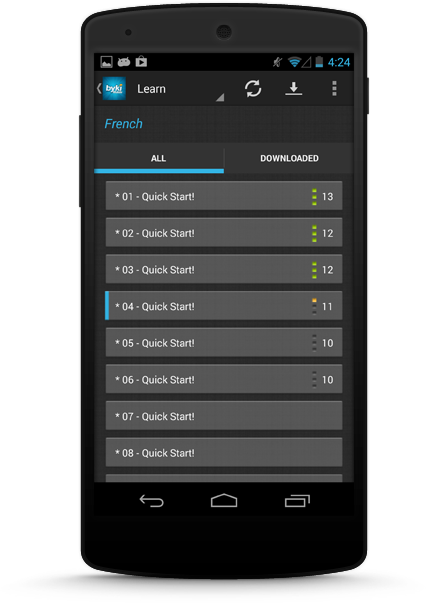 4:24
byki
Learn
French
ALL
DOWNLOADED
* 01 - Quick Start!
13
* 02 - Quick Start!
12
* 03 - Quick Start!
12
* 04 - Quick Start!
11
* 05 - Quick Start!
10
* 06 - Quick Start!
10
* 07 - Quick Start!
* 08 - Quick Start!